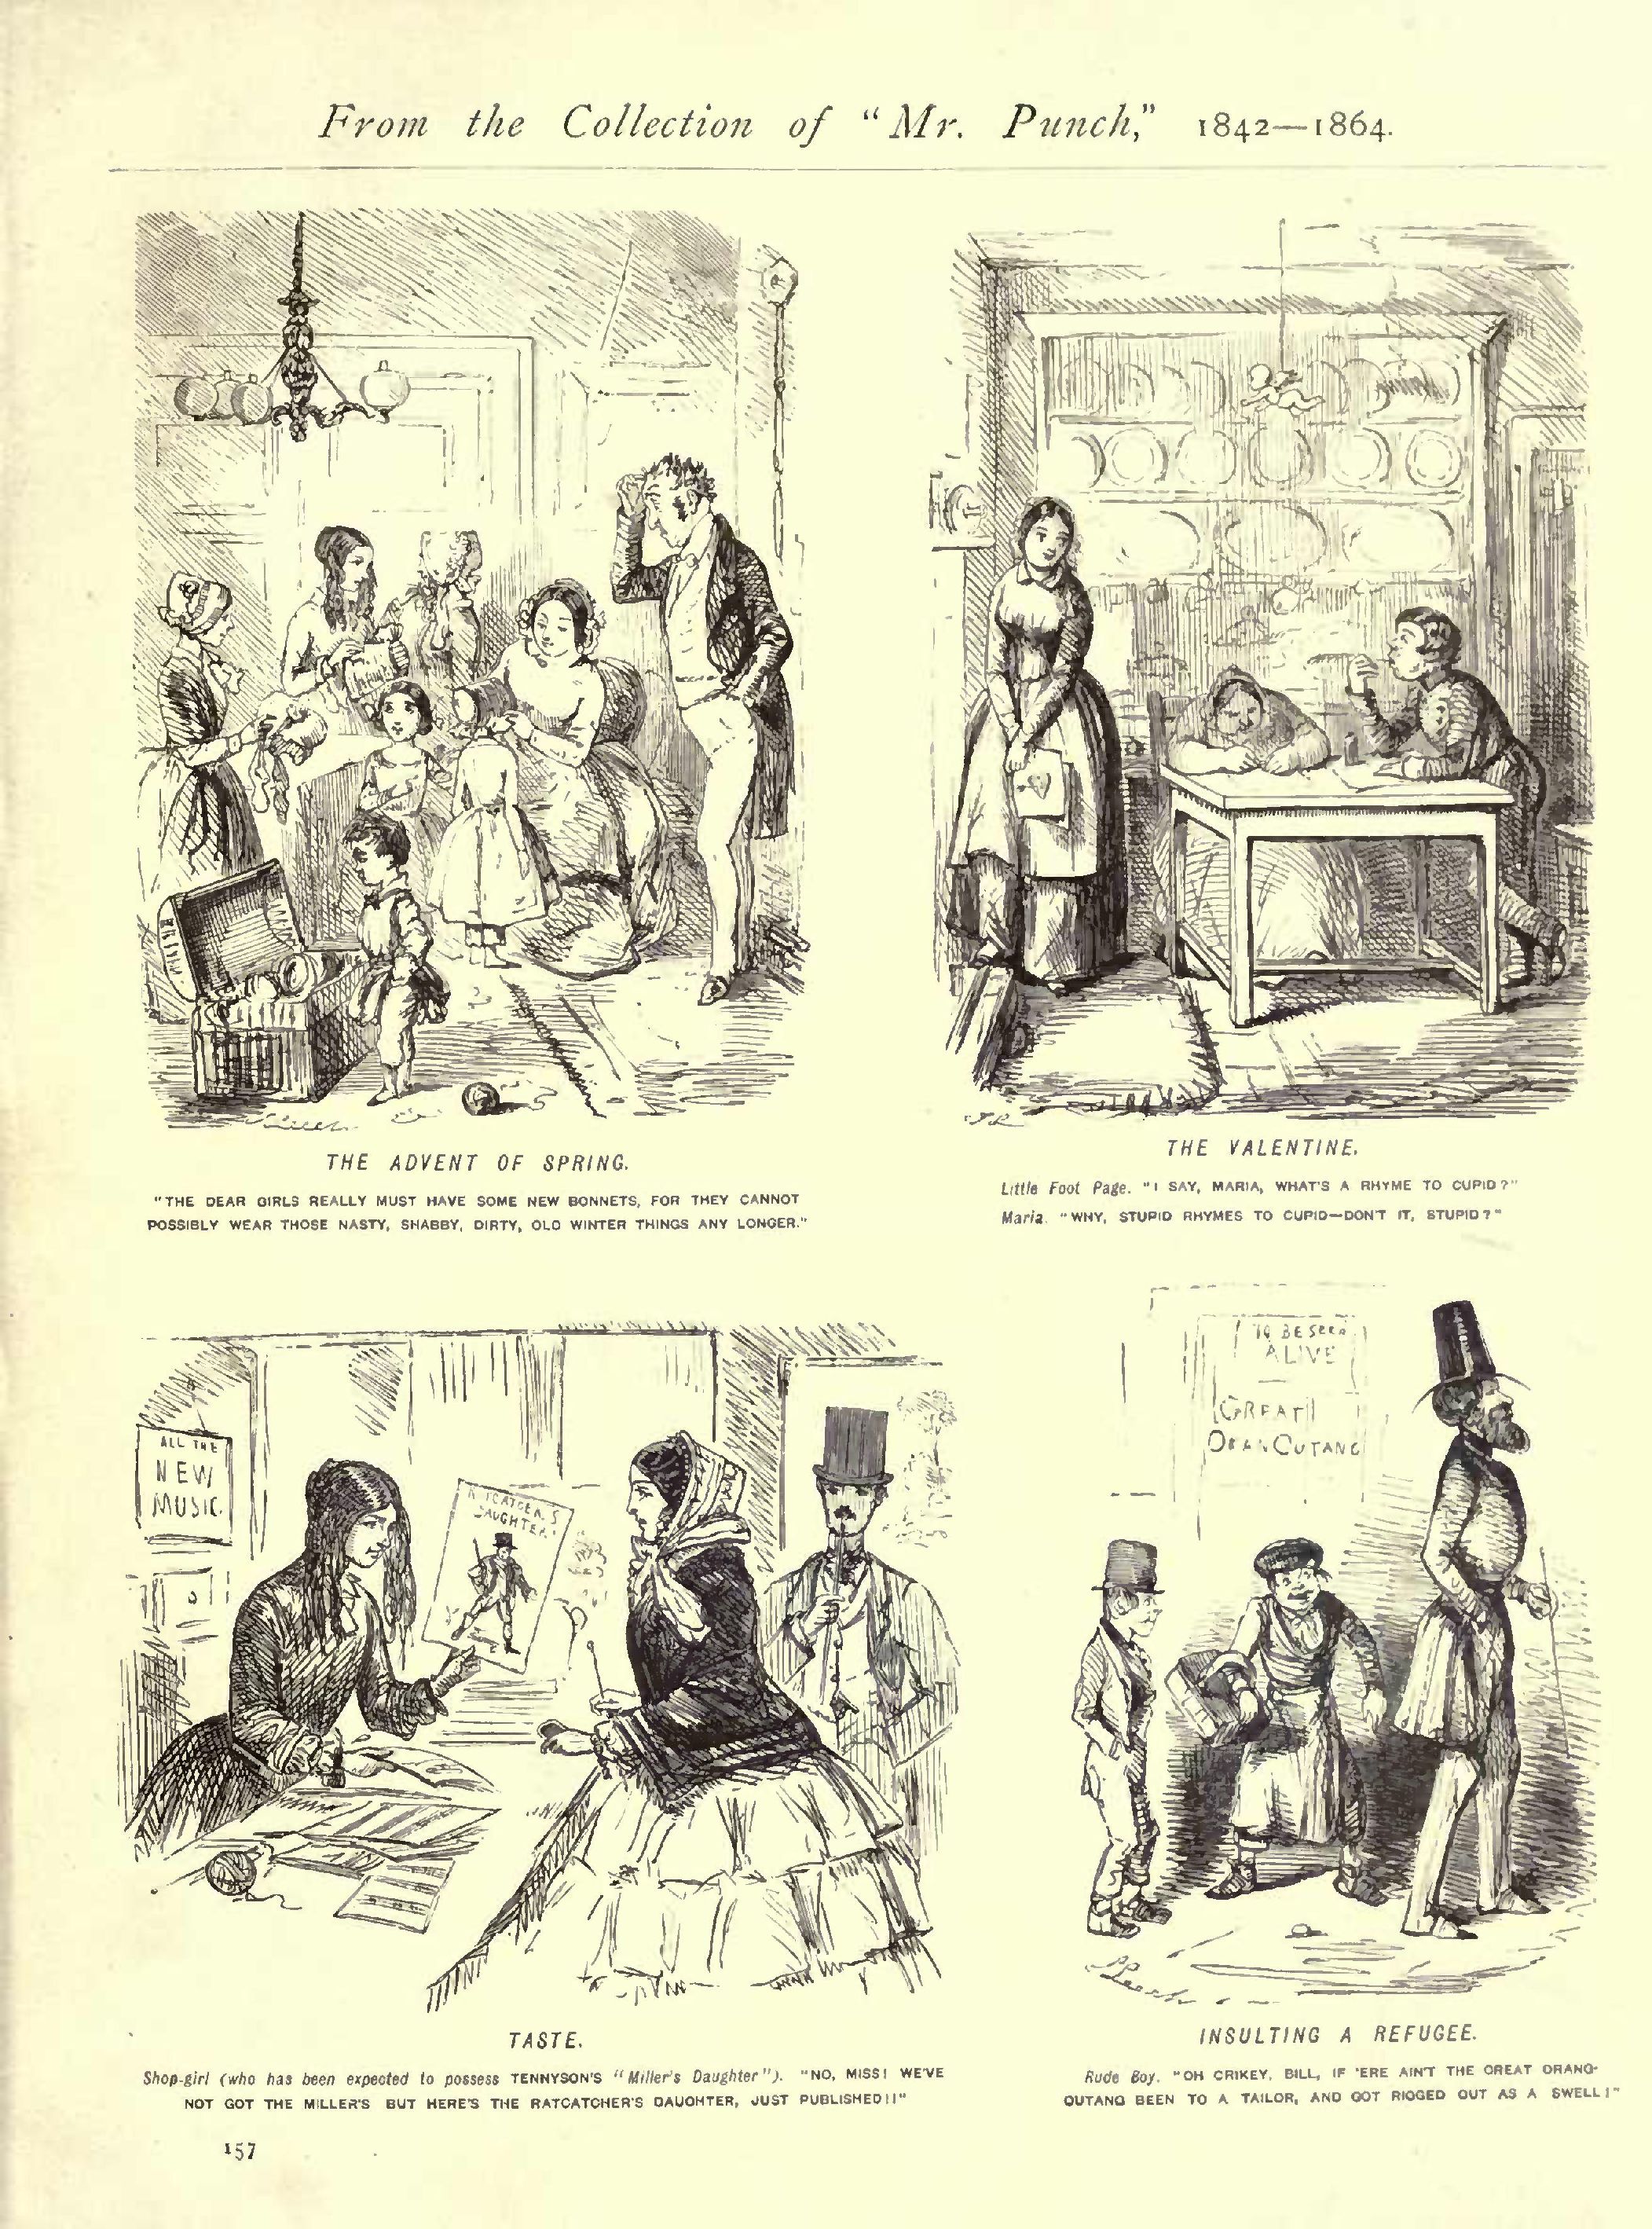 From the Collection of "Mr. Punch," 1842—1864.
THE ADVENT OF SPRING.
"THE DEAR GIRLS REALLY MUST HAVE SOME NEW BONNETS, FOR THEY CANNOT
POSSIBLY WEAR THOSE NASTY, SHABBY, DIRTY, OLD WINTER THINGS ANY LONGER."
THE VALENTINE.
Little Foot Page. "I SAY, MARIA, WHAT'S A RHYME TO CUPID?"
Maria. "WHY, STUPID RHYMES TO CUPID—DON'T IT, STUPID?"
ALL THE
NEW
MUSIC.
RATCATCER'S
DAUGHTER
TO BE SEEN
ALIVE
GREAT
ORANOUTANG
Leech
TASTE.
Shop-girl (who has been expected to possess TENNYSON'S "Miller's Daughter"). "NO, MISS! WE'VE
NOT GOT THE MILLER'S BUT HERE'S THE RATCATCHER'S DAUGHTER, JUST PUBLISHED!!"
INSULTING A REFUGEE.
Rude Boy. "OH CRIKEY, BILL, IF 'ERE AIN'T THE GREAT ORANG-
OUTANG BEEN TO A TAILOR, AND GOT RIGGED OUT AS A SWELL!"
157